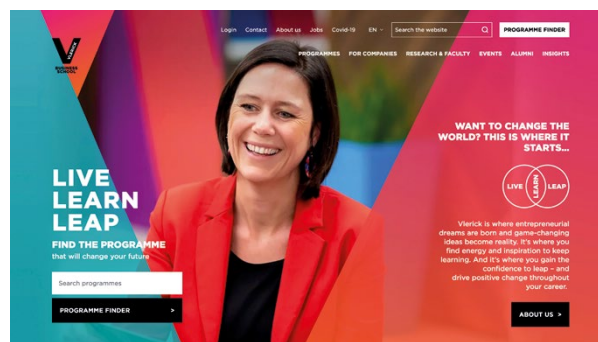 Login Contact About us Jobs Covid-19 EN Search the website PROGRAMME FINDER
VLERICK
BUSINESS
SCHOOL
PROGRAMMES FOR COMPANIES RESEARCH & FACULTY EVENTS ALUMNI INSIGHTS
WANT TO CHANGE THE
WORLD? THIS IS WHERE IT
STARTS...
LIVE LEARN LEAP
LIVE
LEARN
LEAP
FIND THE PROGRAMME
that will change your future
Search programmes
PROGRAMME FINDER >
Vlerick is where entrepreneurial
dreams are born and game-changing
ideas become reality. It's where you
find energy and inspiration to keep
learning. And it's where you gain the
confidence to leap – and
drive positive change throughout
your career.
ABOUT US >